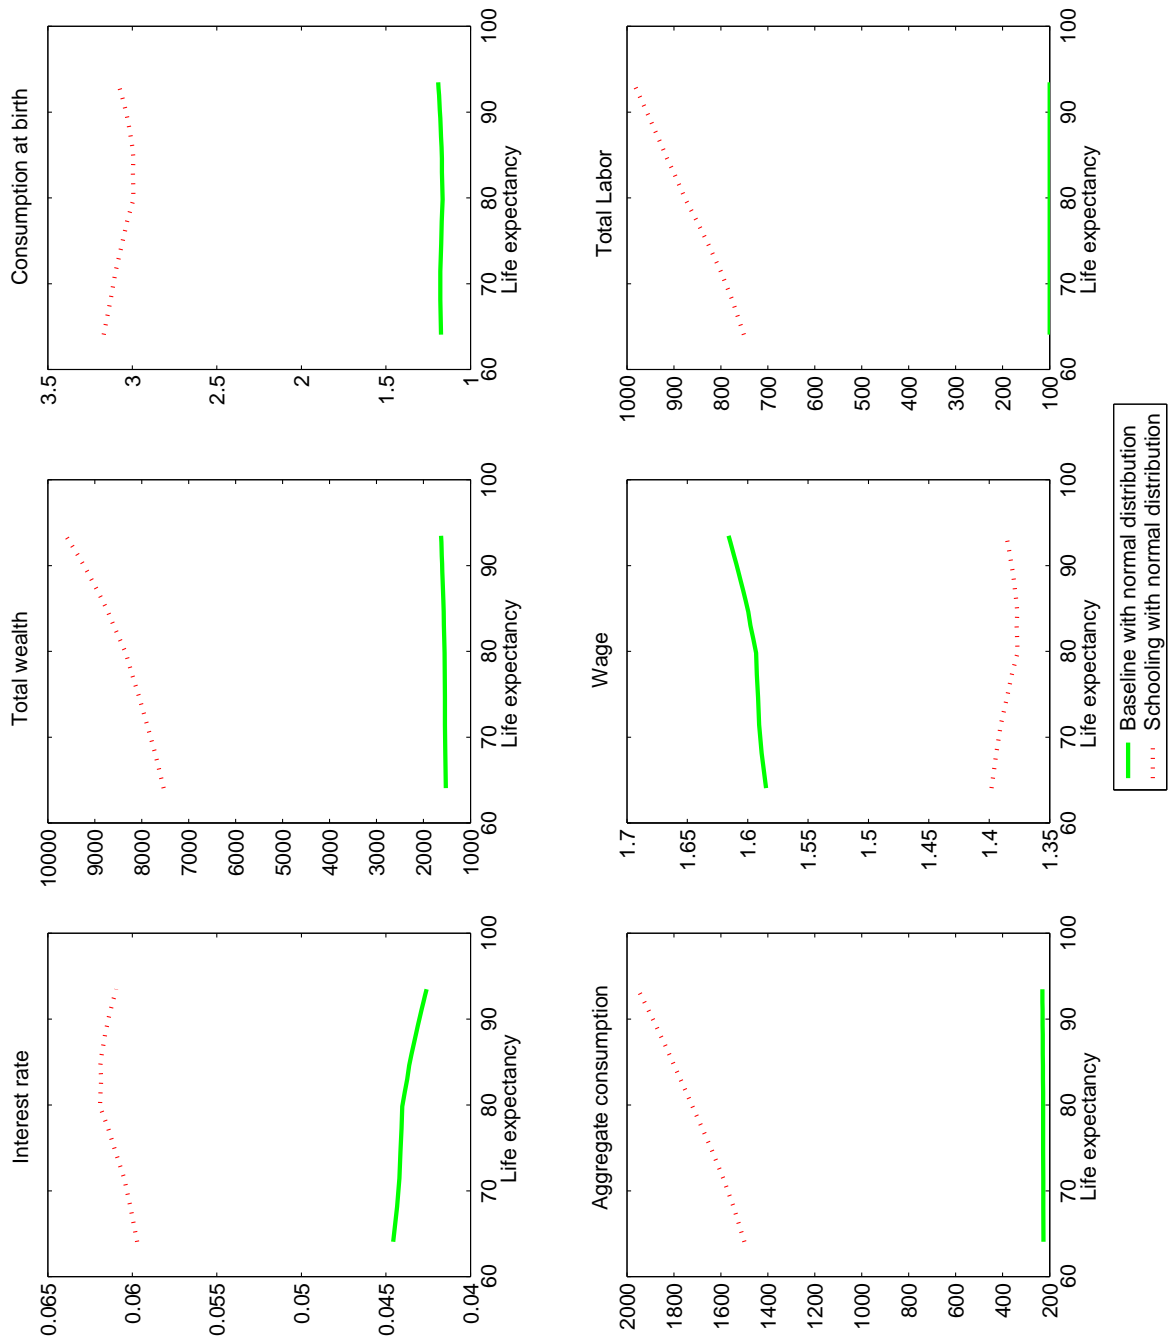 Interest rate
0.065
0.06
0.055
0.05
0.045
0.04
60 70 80 90 100
Life expectancy
Total wealth
10000
9000
8000
7000
6000
5000
4000
3000
2000
1000
60 70 80 90 100
Life expectancy
Consumption at birth
3.5
3
2.5
2
1.5
1
60 70 80 90 100
Life expectancy
Aggregate consumption
2000
1800
1600
1400
1200
1000
800
600
400
200
60 70 80 90 100
Life expectancy
Wage
1.7
1.65
1.6
1.55
1.5
1.45
1.4
1.35
60 70 80 90 100
Life expectancy
Total Labor
1000
900
800
700
600
500
400
300
200
100
60 70 80 90 100
Life expectancy
Baseline with normal distribution
Schooling with normal distribution